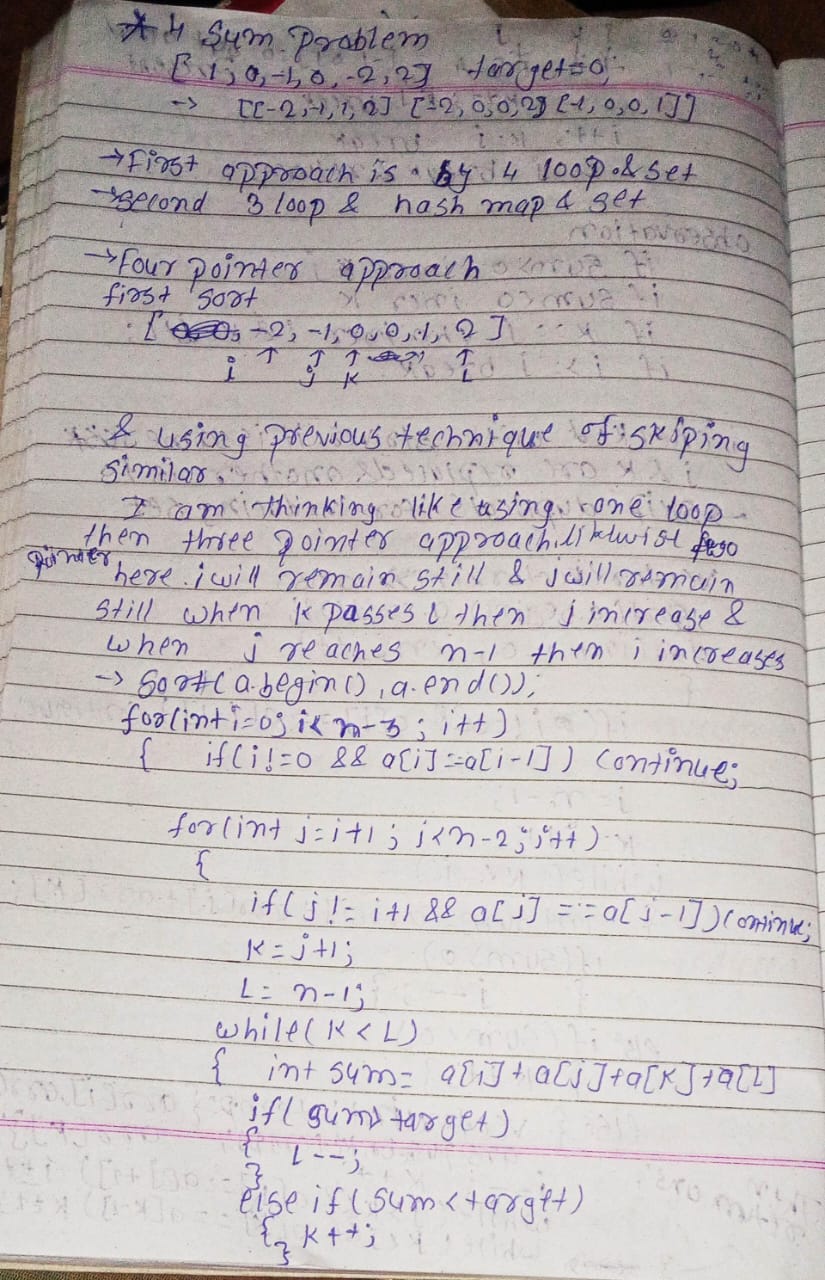 * 4 Sum Problem
[1, 0, -1, 0, -2, 2] target=0;
-> [[-2,-1,1,2] [-2,0,0,2] [-1,0,0,1]]
→ First approach is by 4 loop & set
→ second 3 loop & hash map & set
→ four pointer approach
first sort
[ -2, -1, 0, 0, 1, 2 ]
↑ ↑ ↑ ↑
i j k L
& using previous technique of skiping
similar.
I am thinking like using one loop
then three pointer approach likewise
pointer
here i will remain still & j will remain
still when k passes l then j increase &
when j reaches n-1 then i increases
-> sort(a.begin(), a.end());
for(int i=0; i< n-3 ; i++)
{ if(i!=0 && a[i]==a[i-1]) continue;
for(int j=i+1 ; j<n-2; j++)
{
if( j!= i+1 && a[j] == a[j-1]) continue;
K=j+1;
L= n-1;
while( K < L)
{ int sum= a[i]+a[j]+a[K]+a[L]
if( sum> target)
{ L--;
}
else if(sum<target)
{ K++;
}